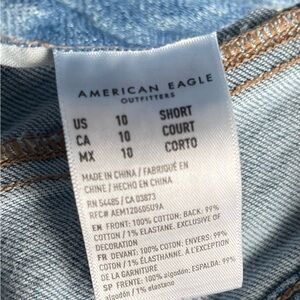 AMERICAN EAGLE
OUTFITTERS
US 10 SHORT
CA 10 COURT
MX 10 CORTO
MADE IN CHINA / FABRIQUÉ EN
CHINE / HECHO EN CHINA
RN 54485 / CA 03873
RFC# AEM120605U9A
EN FRONT: 100% COTTON; BACK: 99%
COTTON / 1% ELASTANE. EXCLUSIVE OF
DECORATION
FR DEVANT: 100% COTON; ENVERS: 99%
COTON / 1% ÉLASTHANNE. À L'EXCEPTION
DE LA GARNITURE
SP FRENTE: 100% algodón; ESPALDA: 99%
algodón / 1% elastano